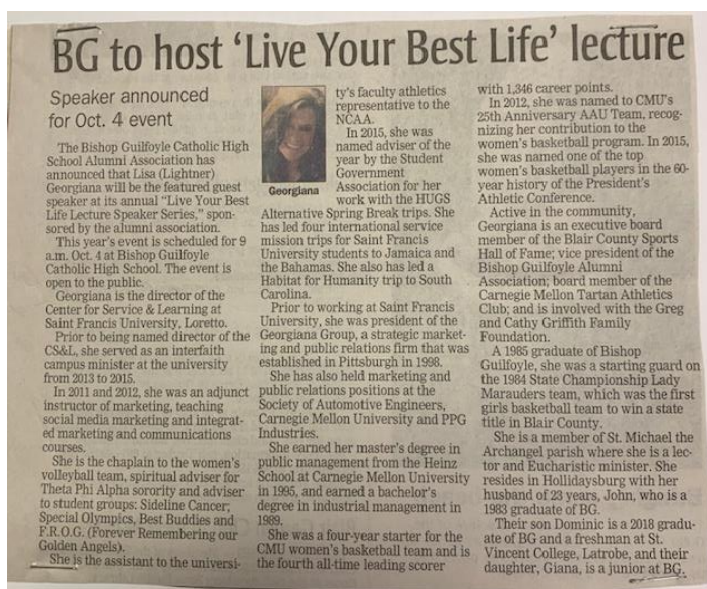 BG to host ‘Live Your Best Life’ lecture
Speaker announced
for Oct. 4 event
The Bishop Guilfoyle Catholic High
School Alumni Association has
announced that Lisa (Lightner)
Georgiana will be the featured guest
speaker at its annual “Live Your Best
Life Lecture Speaker Series,” spon-
sored by the alumni association.
This year’s event is scheduled for 9
a.m. Oct. 4 at Bishop Guilfoyle
Catholic High School. The event is
open to the public.
Georgiana is the director of the
Center for Service & Learning at
Saint Francis University, Loretto.
Prior to being named director of the
CS&L, she served as an interfaith
campus minister at the university
from 2013 to 2015.
In 2011 and 2012, she was an adjunct
instructor of marketing, teaching
social media marketing and integrat-
ed marketing and communications
courses.
She is the chaplain to the women’s
volleyball team, spiritual adviser for
Theta Phi Alpha sorority and adviser
to student groups: Sideline Cancer,
Special Olympics, Best Buddies and
F.R.O.G. (Forever Remembering our
Golden Angels).
She is the assistant to the universi-
Georgiana
ty’s faculty athletics
representative to the
NCAA.
In 2015, she was
named adviser of the
year by the Student
Government
Association for her
work with the HUGS
Alternative Spring Break trips. She
has led four international service
mission trips for Saint Francis
University students to Jamaica and
the Bahamas. She also has led a
Habitat for Humanity trip to South
Carolina.
Prior to working at Saint Francis
University, she was president of the
Georgiana Group, a strategic market-
ing and public relations firm that was
established in Pittsburgh in 1998.
She has also held marketing and
public relations positions at the
Society of Automotive Engineers,
Carnegie Mellon University and PPG
Industries.
She earned her master’s degree in
public management from the Heinz
School at Carnegie Mellon University
in 1995, and earned a bachelor’s
degree in industrial management in
1989.
She was a four-year starter for the
CMU women’s basketball team and is
the fourth all-time leading scorer
with 1,346 career points.
In 2012, she was named to CMU’s
25th Anniversary AAU Team, recog-
nizing her contribution to the
women’s basketball program. In 2015,
she was named one of the top
women’s basketball players in the 60-
year history of the President’s
Athletic Conference.
Active in the community,
Georgiana is an executive board
member of the Blair County Sports
Hall of Fame; vice president of the
Bishop Guilfoyle Alumni
Association; board member of the
Carnegie Mellon Tartan Athletics
Club; and is involved with the Greg
and Cathy Griffith Family
Foundation.
A 1985 graduate of Bishop
Guilfoyle, she was a starting guard on
the 1984 State Championship Lady
Marauders team, which was the first
girls basketball team to win a state
title in Blair County.
She is a member of St. Michael the
Archangel parish where she is a lec-
tor and Eucharistic minister. She
resides in Hollidaysburg with her
husband of 23 years, John, who is a
1983 graduate of BG.
Their son Dominic is a 2018 gradu-
ate of BG and a freshman at St.
Vincent College, Latrobe, and their
daughter, Giana, is a junior at BG.